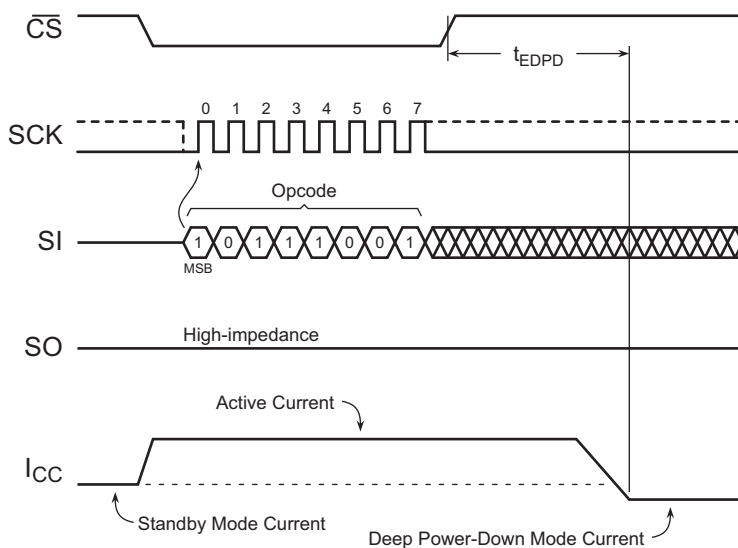 CS
tEDPD
0 1 2 3 4 5 6 7
SCK
Opcode
SI
1 0 1 1 1 0 0 1
MSB
High-impedance
SO
Active Current
ICC
Standby Mode Current
Deep Power-Down Mode Current